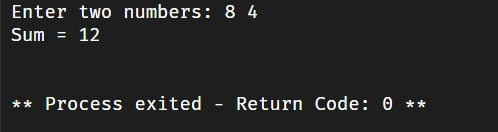 Enter two numbers: 8 4
Sum = 12
** Process exited - Return Code: 0 **